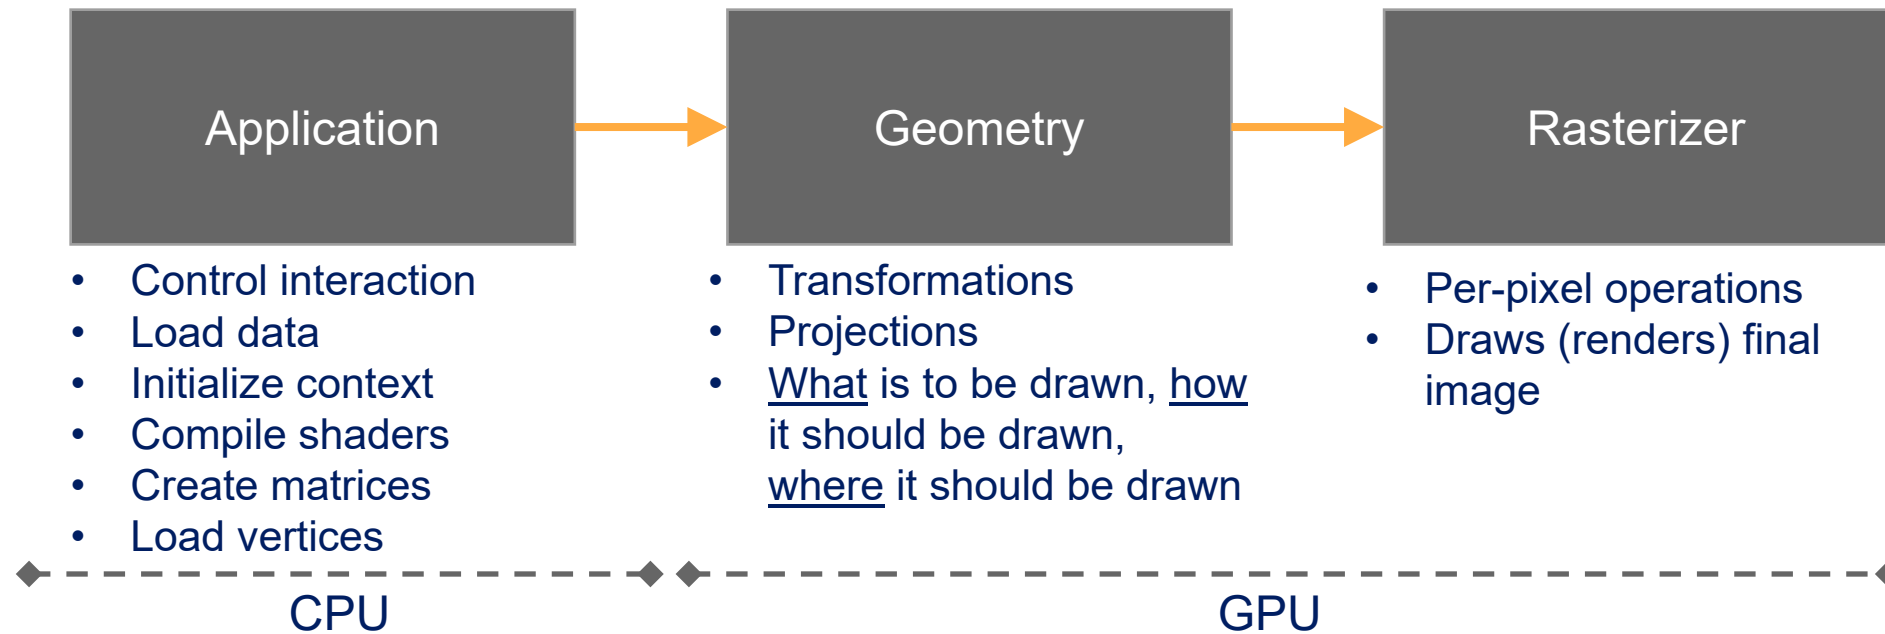 Application
Geometry
Rasterizer
• Control interaction
• Load data
• Initialize context
• Compile shaders
• Create matrices
• Load vertices
• Transformations
• Projections
• What is to be drawn, how
it should be drawn,
where it should be drawn
• Per-pixel operations
• Draws (renders) final
image
CPU
GPU